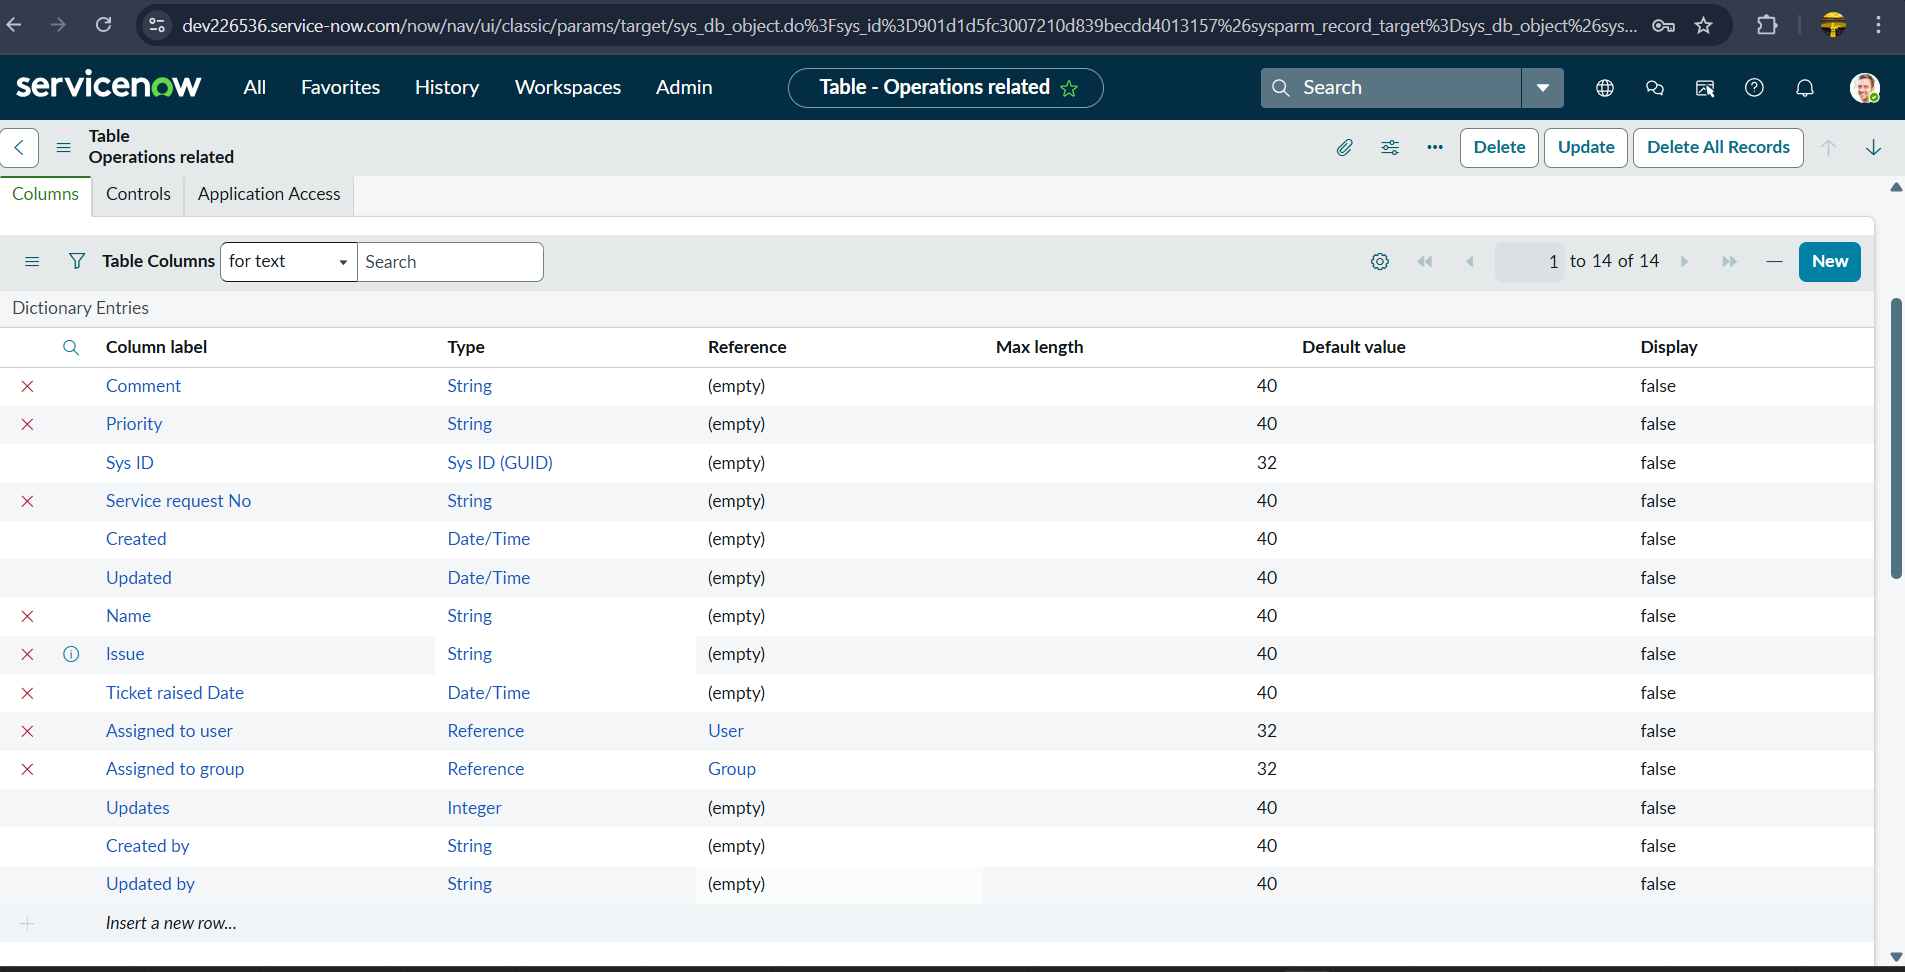 dev226536.service-now.com/now/nav/ui/classic/params/target/sys_db_object.do%3Fsys_id%3D901d1d5fc3007210d839becdd4013157%26sysparm_record_target%3Dsys_db_object%26sys...
servicenow All Favorites History Workspaces Admin Table - Operations related Search
Table
Operations related
Delete Update Delete All Records
Columns Controls Application Access
Table Columns for text Search 1 to 14 of 14 New
Dictionary Entries
Column label Type Reference Max length Default value Display
Comment String (empty) 40 false
Priority String (empty) 40 false
Sys ID Sys ID (GUID) (empty) 32 false
Service request No String (empty) 40 false
Created Date/Time (empty) 40 false
Updated Date/Time (empty) 40 false
Name String (empty) 40 false
Issue String (empty) 40 false
Ticket raised Date Date/Time (empty) 40 false
Assigned to user Reference User 32 false
Assigned to group Reference Group 32 false
Updates Integer (empty) 40 false
Created by String (empty) 40 false
Updated by String (empty) 40 false
Insert a new row...